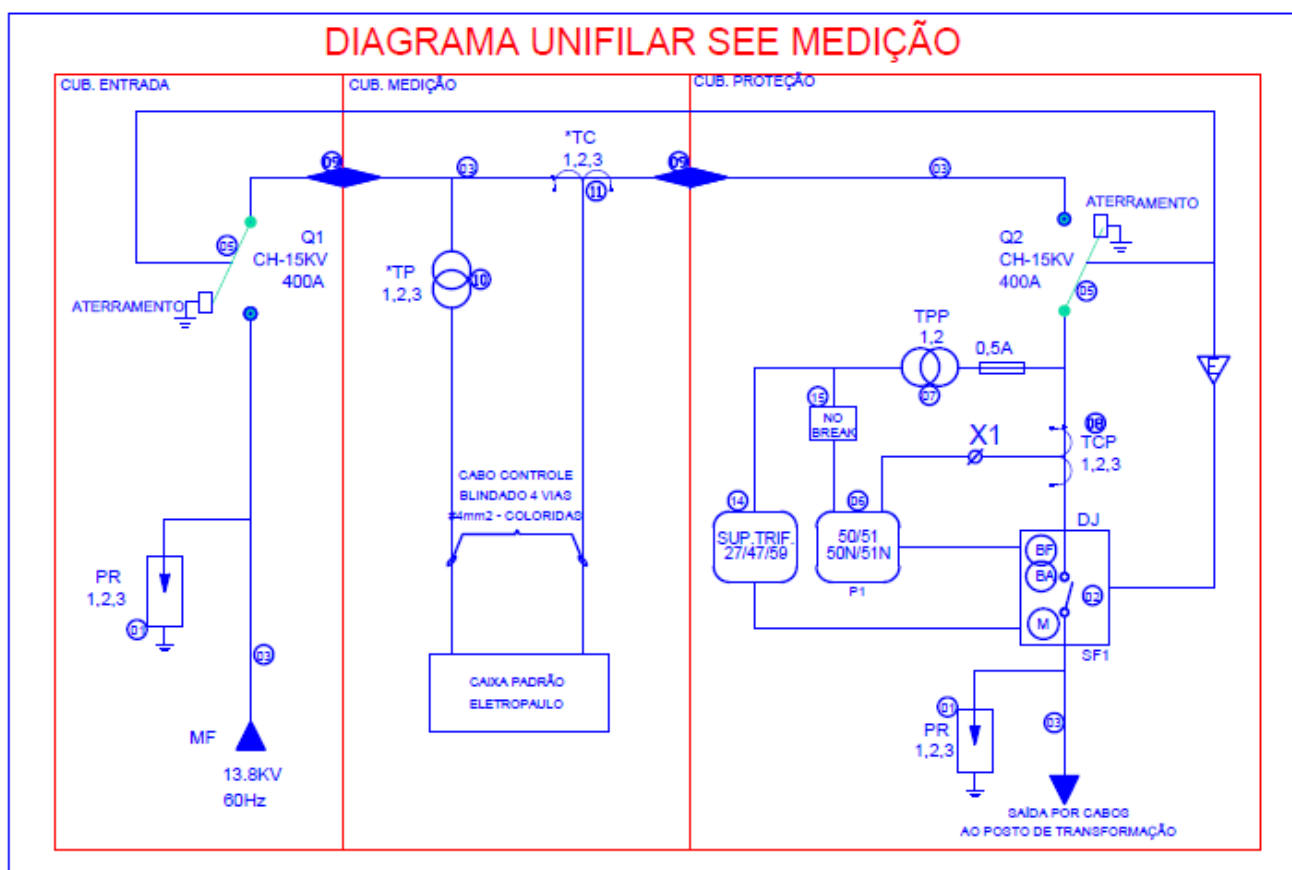 DIAGRAMA UNIFILAR SEE MEDIÇÃO
CUB. ENTRADA
CUB. MEDIÇÃO
CUB. PROTEÇÃO
09
03
*TC
1,2,3
11
09
03
05
Q1
CH-15KV
400A
ATERRAMENTO
*TP
1,2,3
10
ATERRAMENTO
Q2
CH-15KV
400A
05
TPP
1,2
0,5A
07
E
15
NO
BREAK
X1
08
TCP
1,2,3
CABO CONTROLE
BLINDADO 4 VIAS
#4mm2 - COLORIDAS
14
SUP.TRIF.
27/47/59
06
50/51
50N/51N
P1
DJ
BF
BA
02
M
SF1
PR
1,2,3
01
03
CAIXA PADRÃO
ELETROPAULO
MF
13.8KV
60Hz
01
PR
1,2,3
03
SAÍDA POR CABOS
AO POSTO DE TRANSFORMAÇÃO